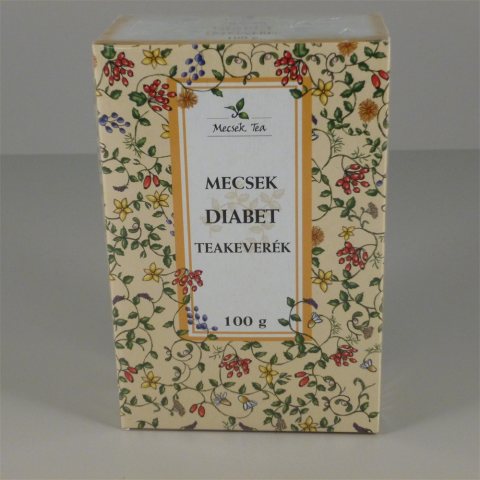 Mecsek Tea
MECSEK
DIABET
TEAKEVERÉK
100 g